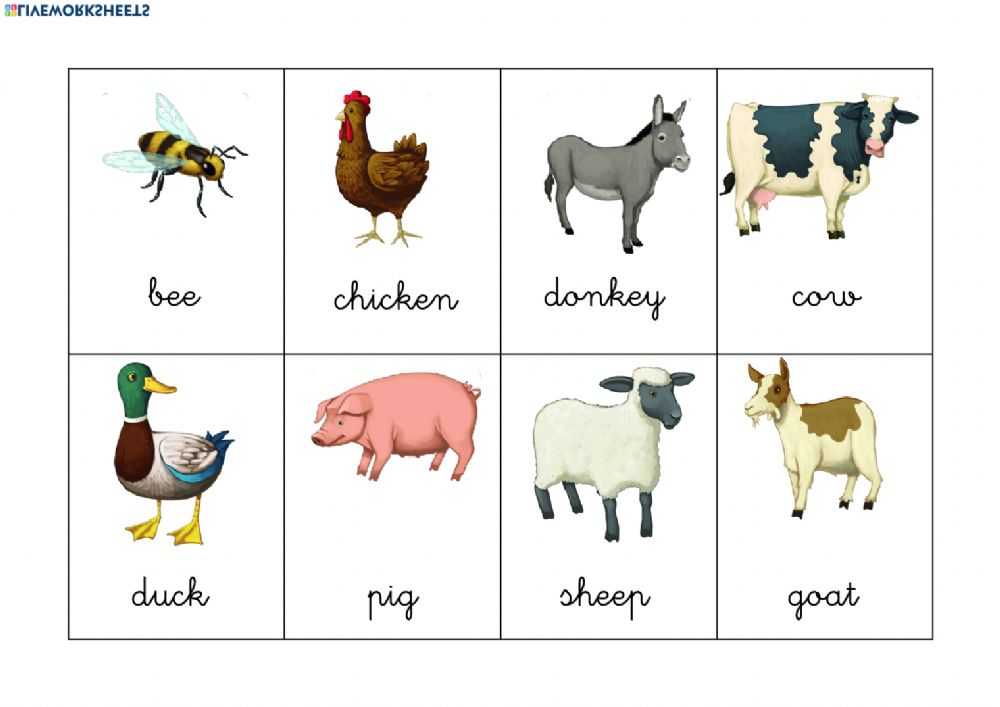 LIVEWORKSHEETS
bee
chicken
donkey
cow
duck
pig
sheep
goat